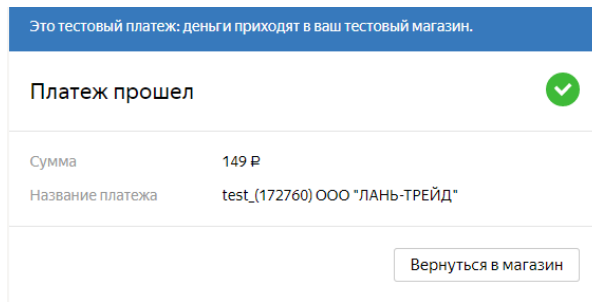 Это тестовый платеж: деньги приходят в ваш тестовый магазин.
Платеж прошел
Сумма 149 ₽
Название платежа test_(172760) ООО "ЛАНЬ-ТРЕЙД"
Вернуться в магазин